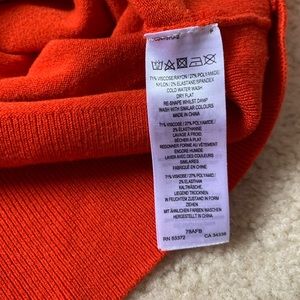 71% VISCOSE RAYON / 27% POLYAMIDE
NYLON / 2% ELASTANE/SPANDEX
COLD WATER WASH
DRY FLAT
RE-SHAPE WHILST DAMP
WASH WITH SIMILAR COLOURS
MADE IN CHINA
71% VISCOSE / 27% POLYAMIDE/
2% ÉLASTHANNE
LAVAGE À FROID
SÉCHER À PLAT
REDONNER FORME AU VÊTEMENT
ENCORE HUMIDE
LAVER AVEC DES COULEURS
SIMILAIRES
FABRIQUÉ EN CHINE
71% VISKOSE / 27% POLYAMID /
2% ELASTHAN
KALTWÄSCHE
LIEGEND TROCKNEN
IN FEUCHTEM ZUSTAND IN FORM
ZIEHEN
MIT ÄHNLICHEN FARBEN WASCHEN
HERGESTELLT IN CHINA
78AFB
RN 93372 CA 34336